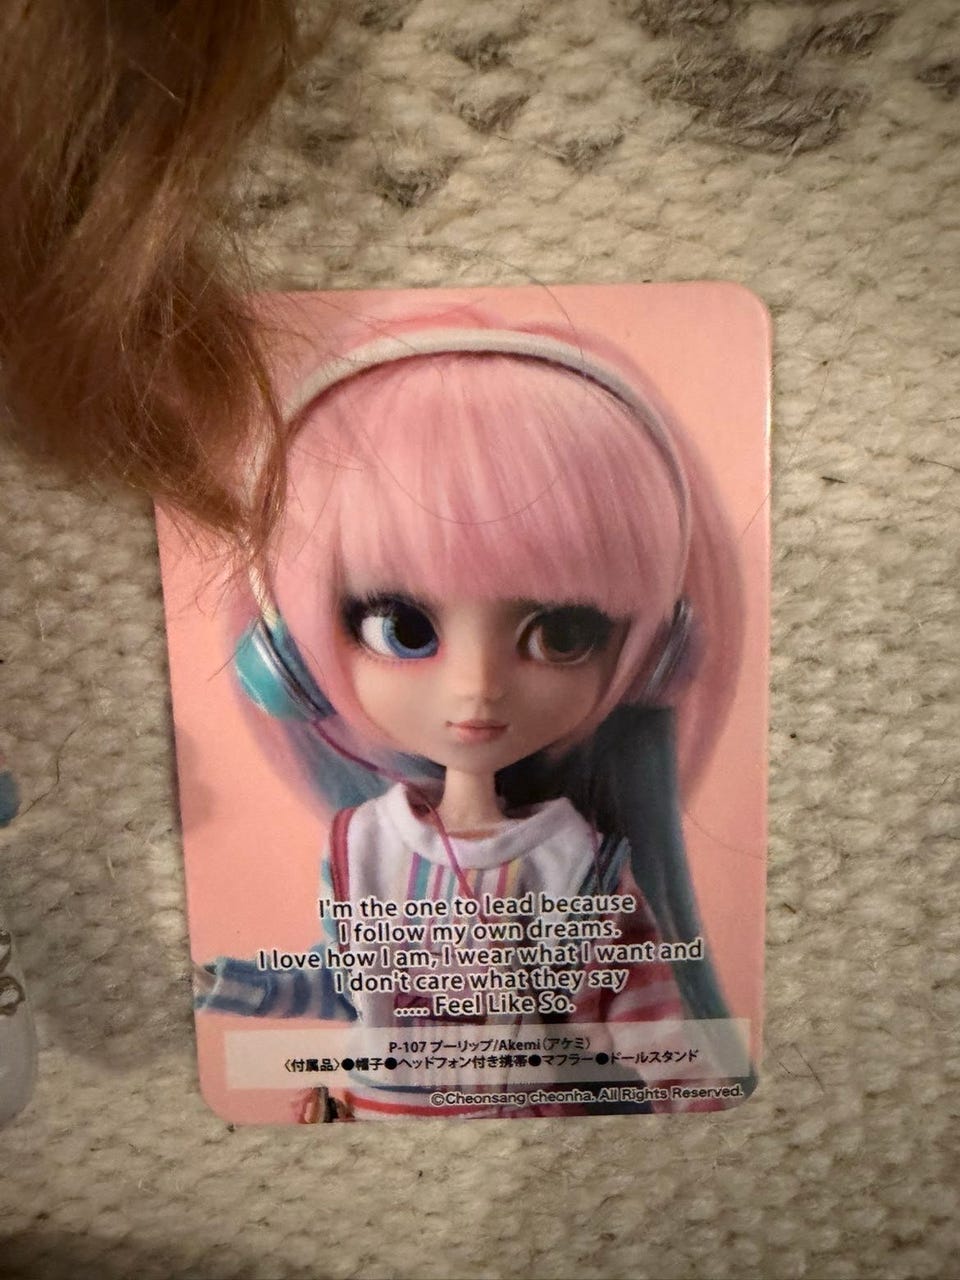 I'm the one to lead because
I follow my own dreams.
I love how I am, I wear what I want and
I don't care what they say
..... Feel Like So.
P-107 プーリップ/Akemi(アケミ)
〈付属品〉●帽子●ヘッドフォン付き携帯●マフラー●ドールスタンド
©Cheonsang cheonha. All Rights Reserved.